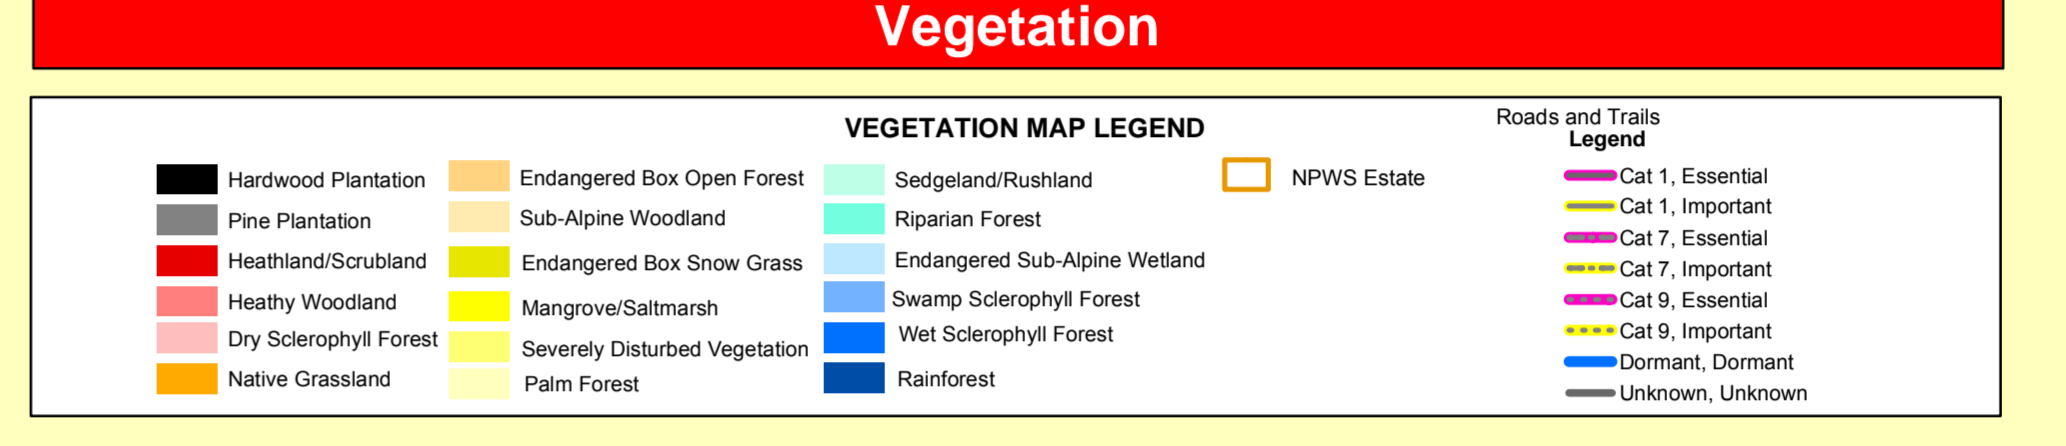 Vegetation
VEGETATION MAP LEGEND
Hardwood Plantation
Pine Plantation
Heathland/Scrubland
Heathy Woodland
Dry Sclerophyll Forest
Native Grassland
Endangered Box Open Forest
Sub-Alpine Woodland
Endangered Box Snow Grass
Mangrove/Saltmarsh
Severely Disturbed Vegetation
Palm Forest
Sedgeland/Rushland
Riparian Forest
Endangered Sub-Alpine Wetland
Swamp Sclerophyll Forest
Wet Sclerophyll Forest
Rainforest
NPWS Estate
Roads and Trails
Legend
Cat 1, Essential
Cat 1, Important
Cat 7, Essential
Cat 7, Important
Cat 9, Essential
Cat 9, Important
Dormant, Dormant
Unknown, Unknown